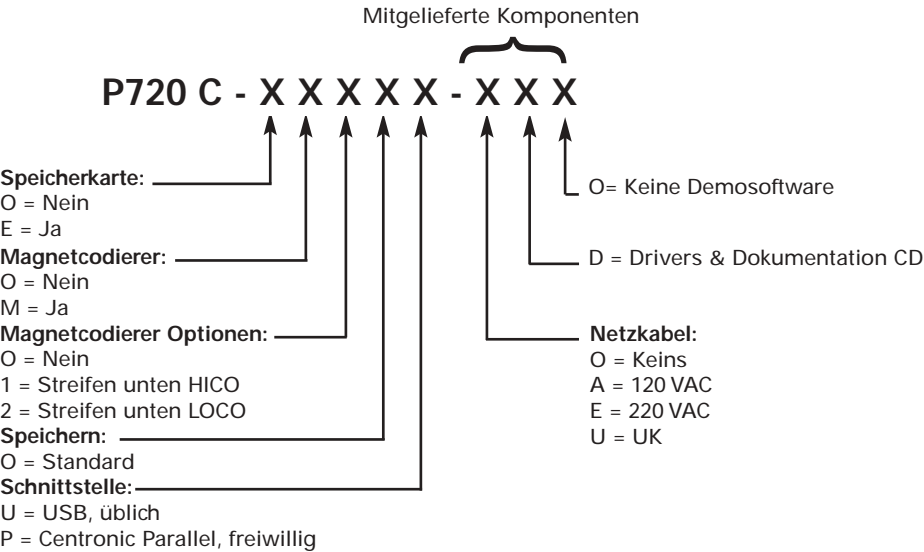 Mitgelieferte Komponenten
P720 C - X X X X X - X X X
Speicherkarte:
O = Nein
E = Ja
Magnetcodierer:
O = Nein
M = Ja
Magnetcodierer Optionen:
O = Nein
1 = Streifen unten HICO
2 = Streifen unten LOCO
Speichern:
O = Standard
Schnittstelle:
U = USB, üblich
P = Centronic Parallel, freiwillig
O= Keine Demosoftware
D = Drivers & Dokumentation CD
Netzkabel:
O = Keins
A = 120 VAC
E = 220 VAC
U = UK